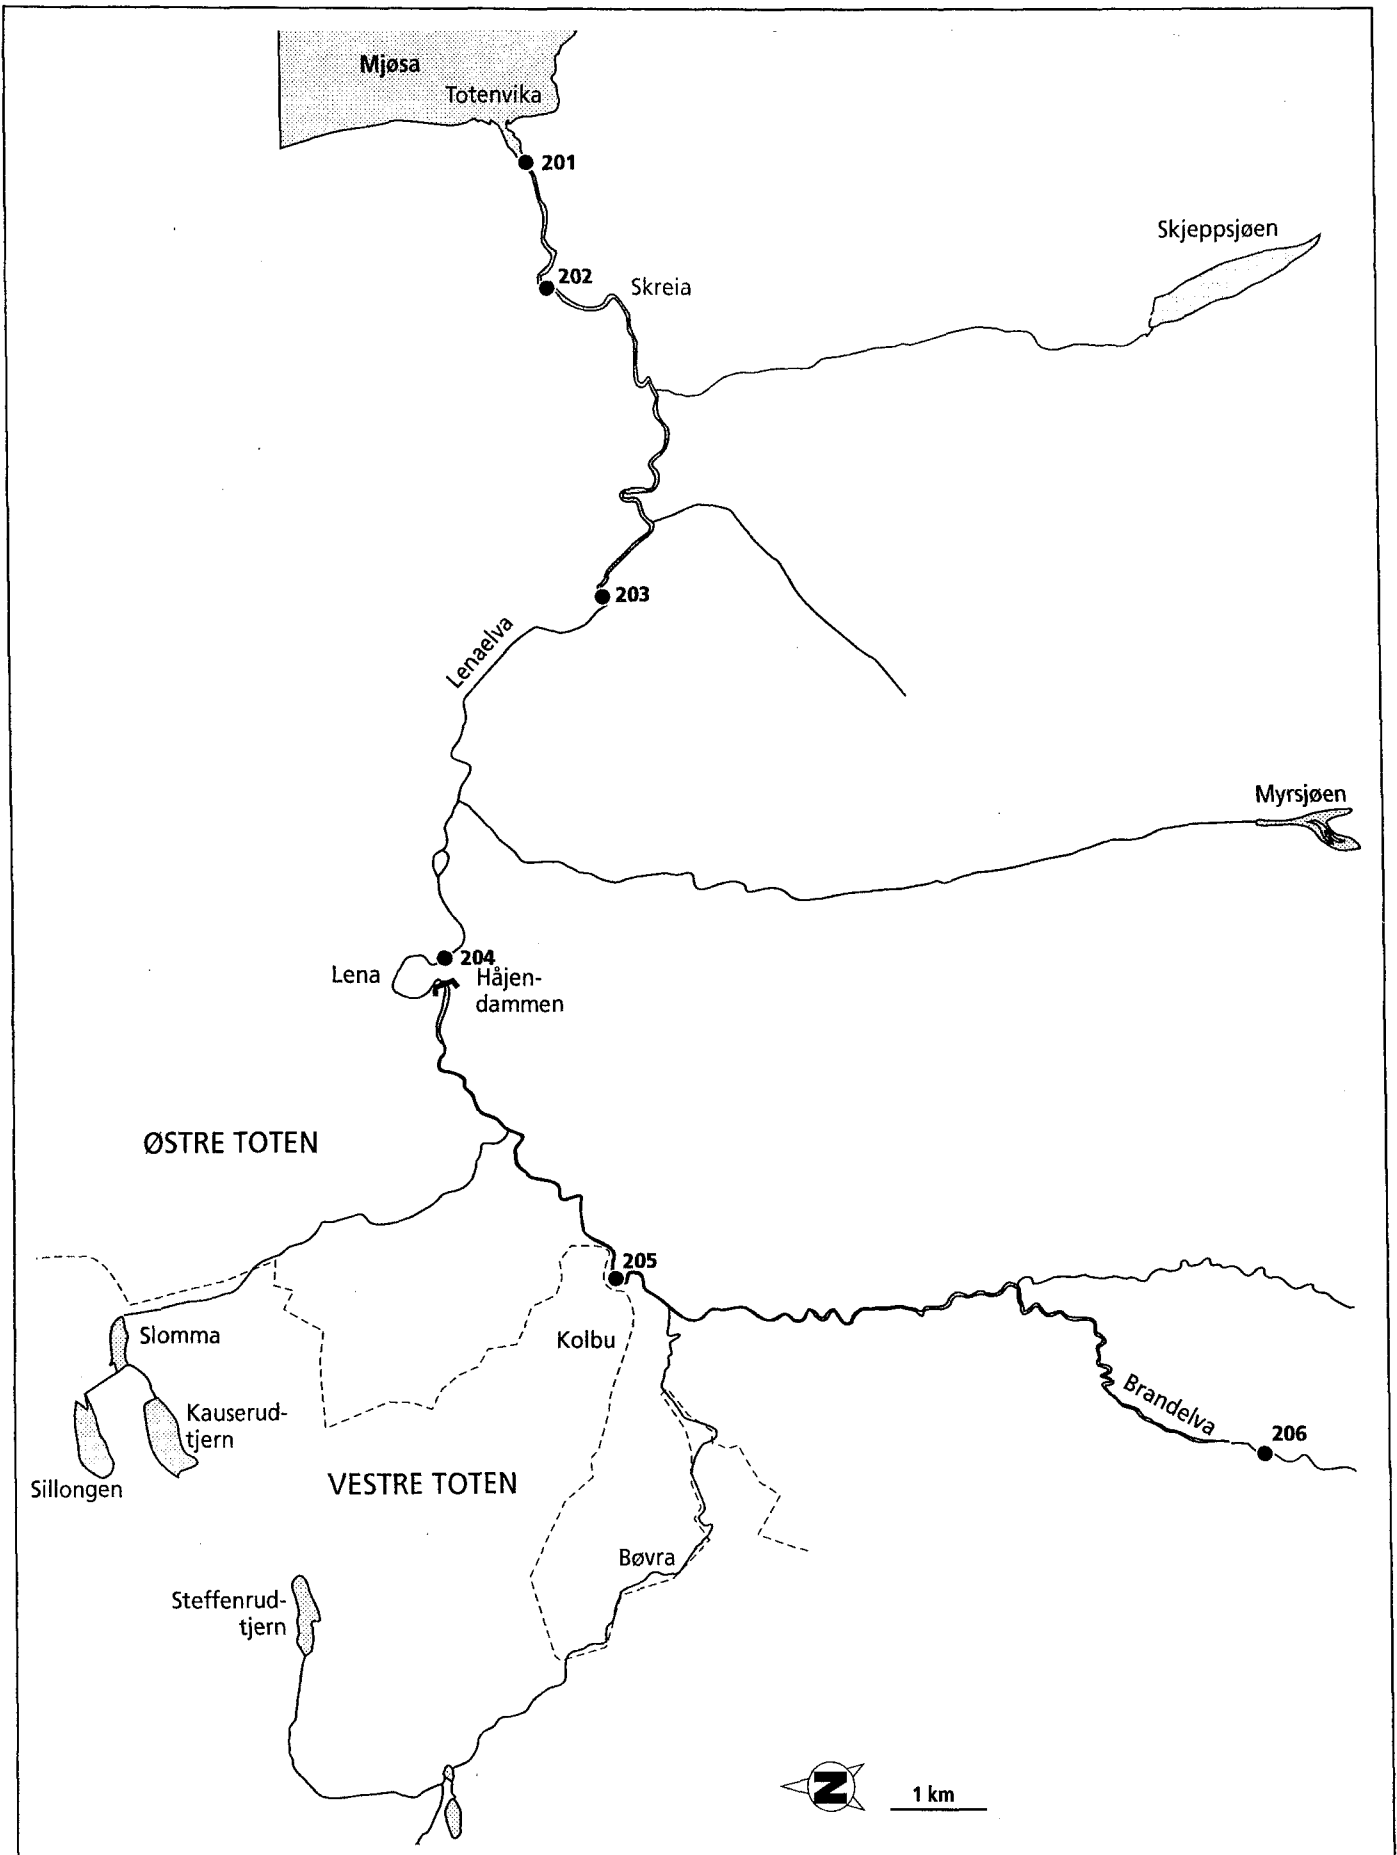 Mjøsa
Totenvika
201
Skjeppsjøen
202
Skreia
203
Lenaelva
Myrsjøen
204
Lena
Håjen-
dammen
ØSTRE TOTEN
205
Slomma
Kolbu
Brandelva
Kauserud-
tjern
206
Sillongen
VESTRE TOTEN
Bøvra
Steffenrud-
tjern
N
1 km